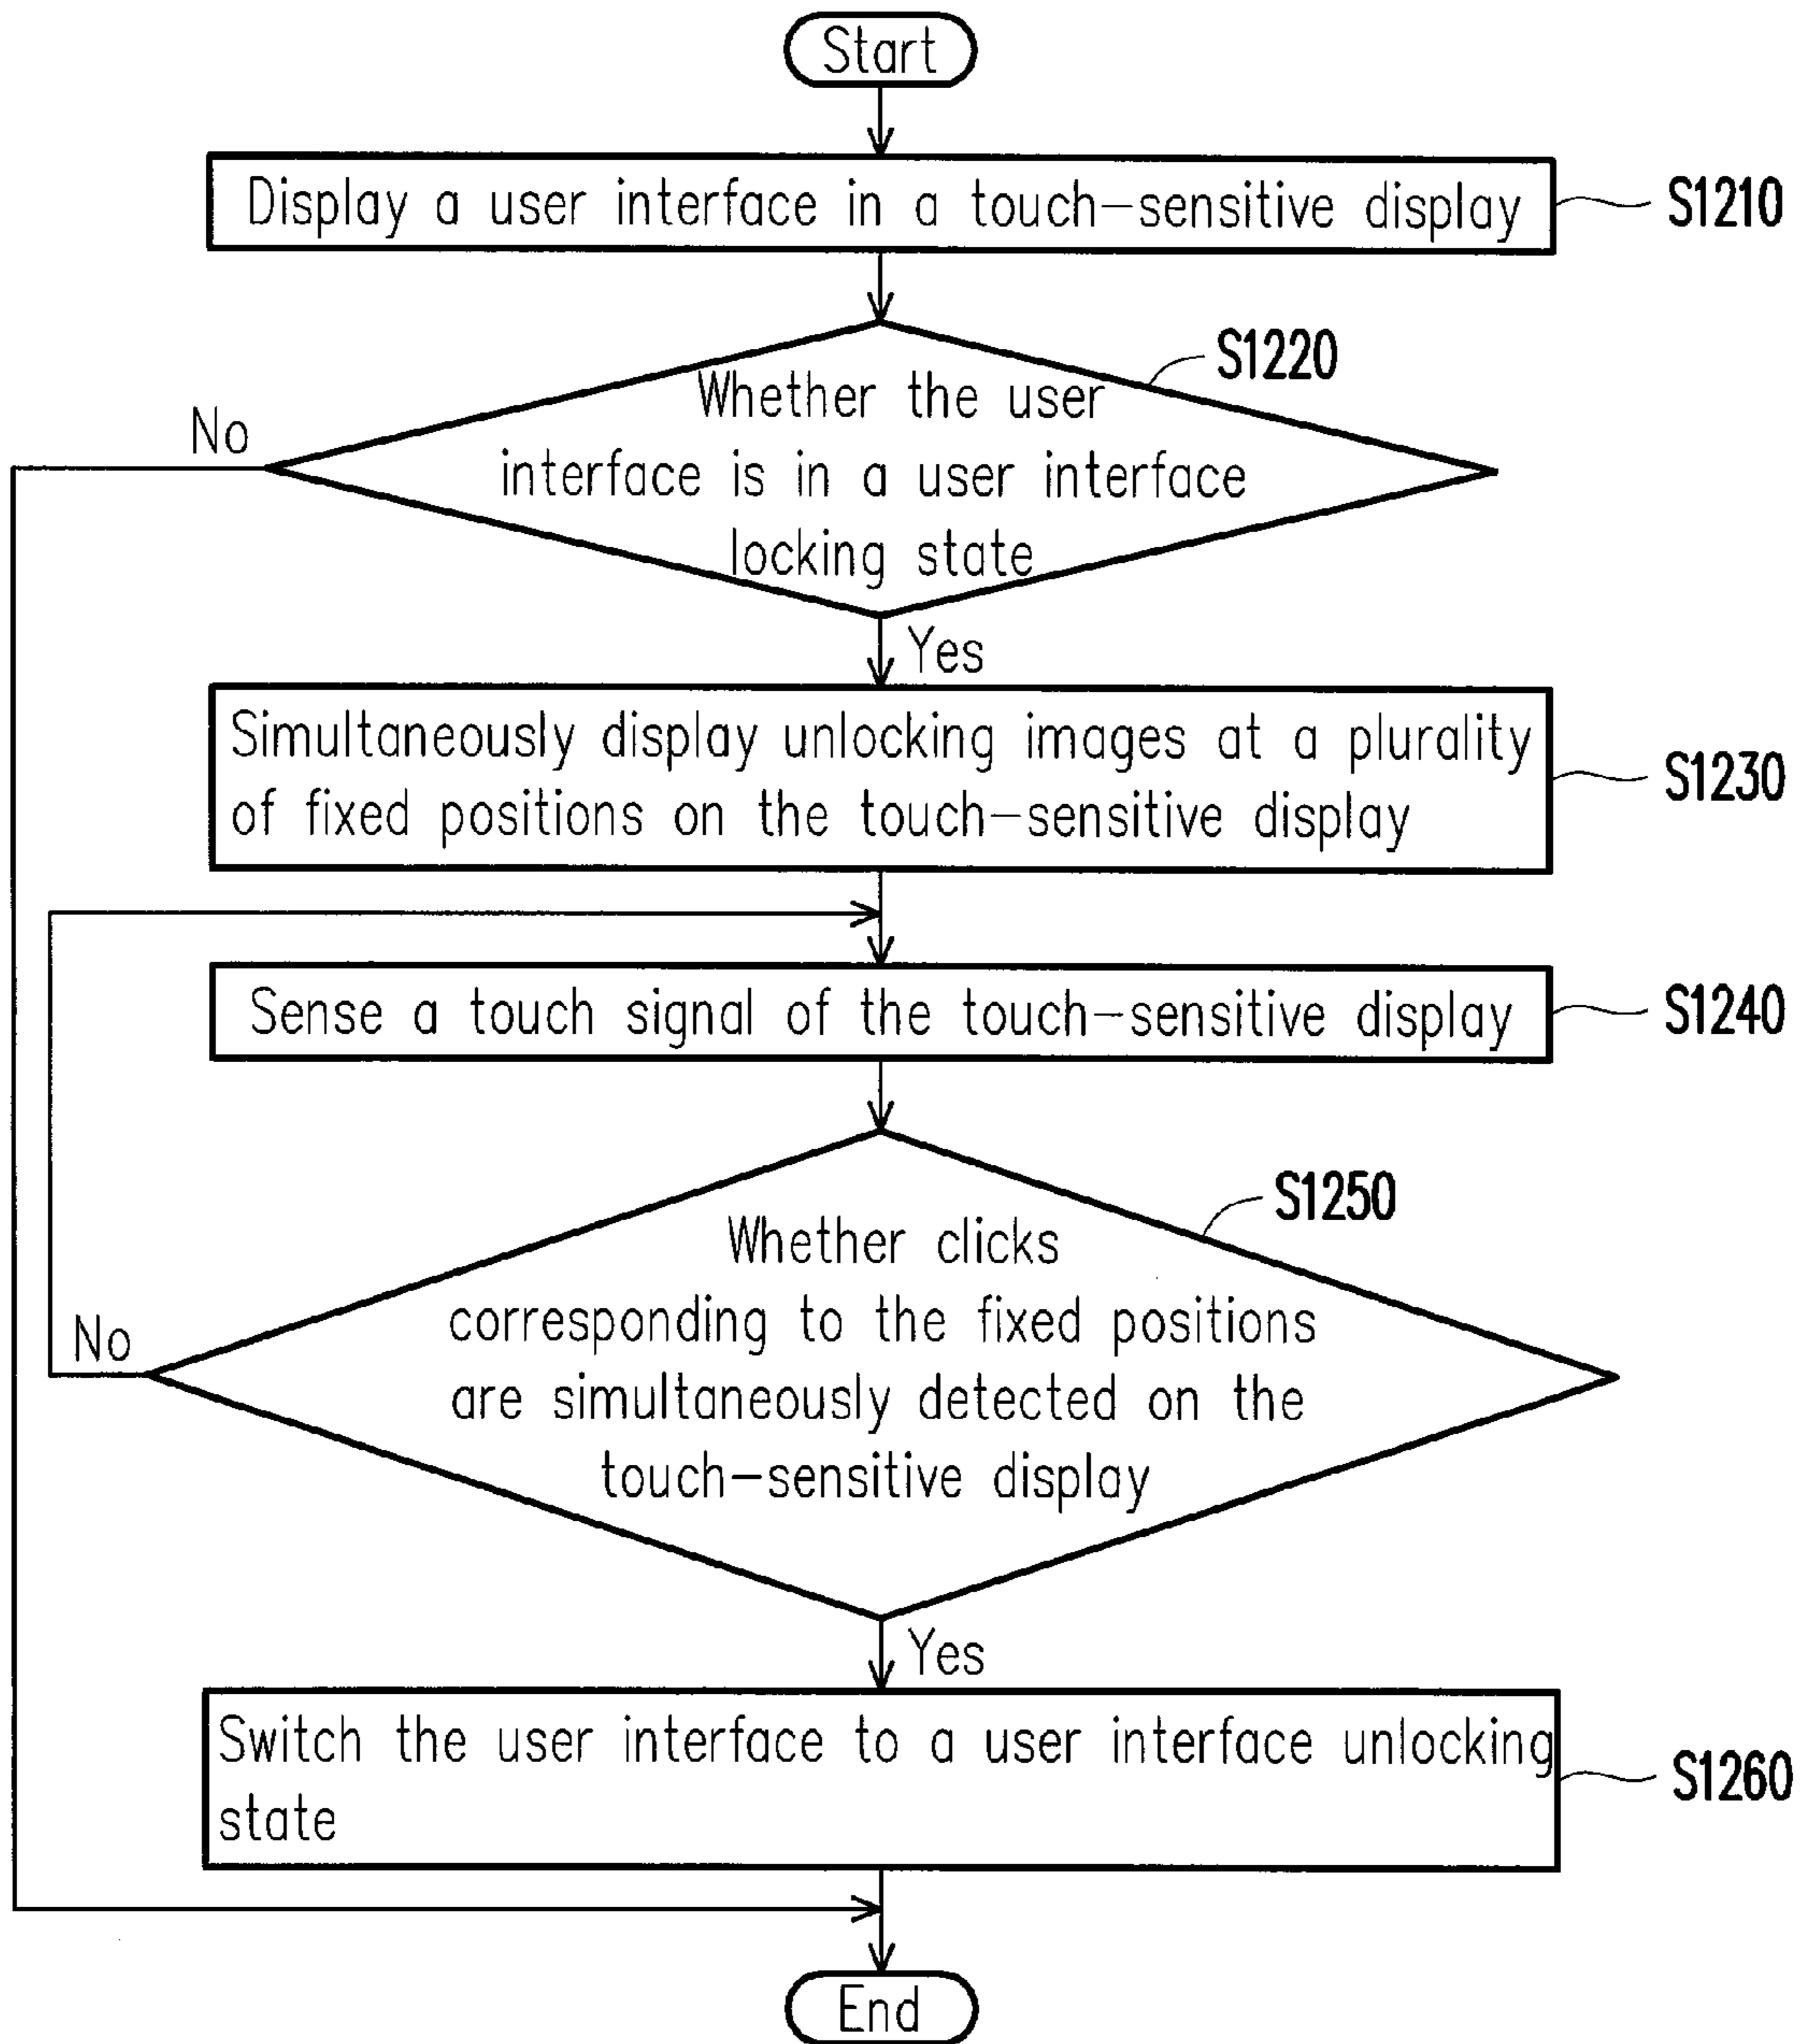 Start
Display a user interface in a touch-sensitive display
S1210
S1220
Whether the user
interface is in a user interface
locking state
No
Yes
Simultaneously display unlocking images at a plurality
of fixed positions on the touch-sensitive display
S1230
Sense a touch signal of the touch-sensitive display
S1240
S1250
Whether clicks
corresponding to the fixed positions
are simultaneously detected on the
touch-sensitive display
No
Yes
Switch the user interface to a user interface unlocking
state
S1260
End